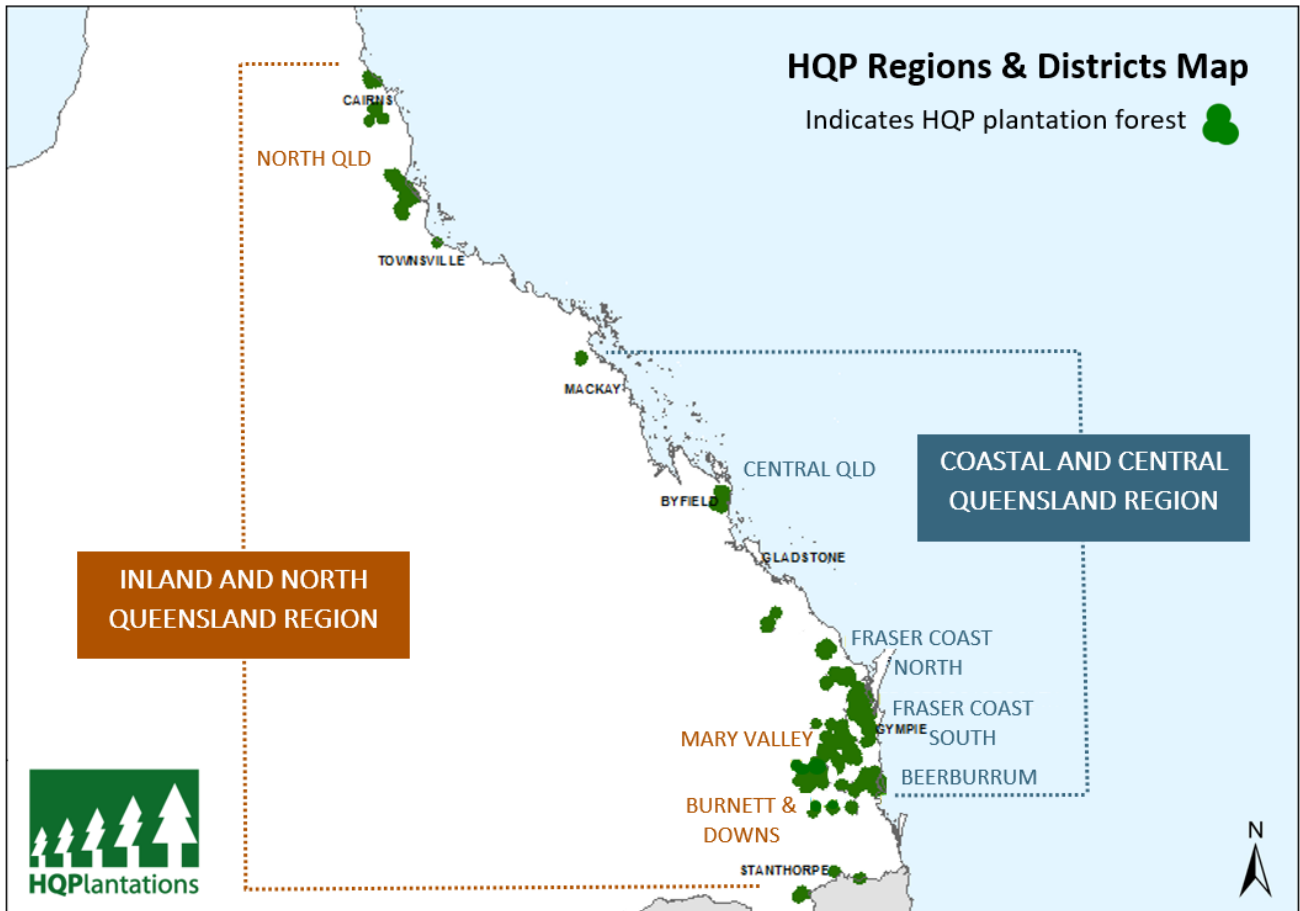 HQP Regions & Districts Map
Indicates HQP plantation forest
CAIRNS
NORTH QLD
TOWNSVILLE
MACKAY
CENTRAL QLD
BYFIELD
COASTAL AND CENTRAL
QUEENSLAND REGION
GLADSTONE
INLAND AND NORTH
QUEENSLAND REGION
FRASER COAST
NORTH
FRASER COAST
SOUTH
GYMPIE
MARY VALLEY
BEERBURRUM
BURNETT &
DOWNS
STANTHORPE
HQPlantations
N